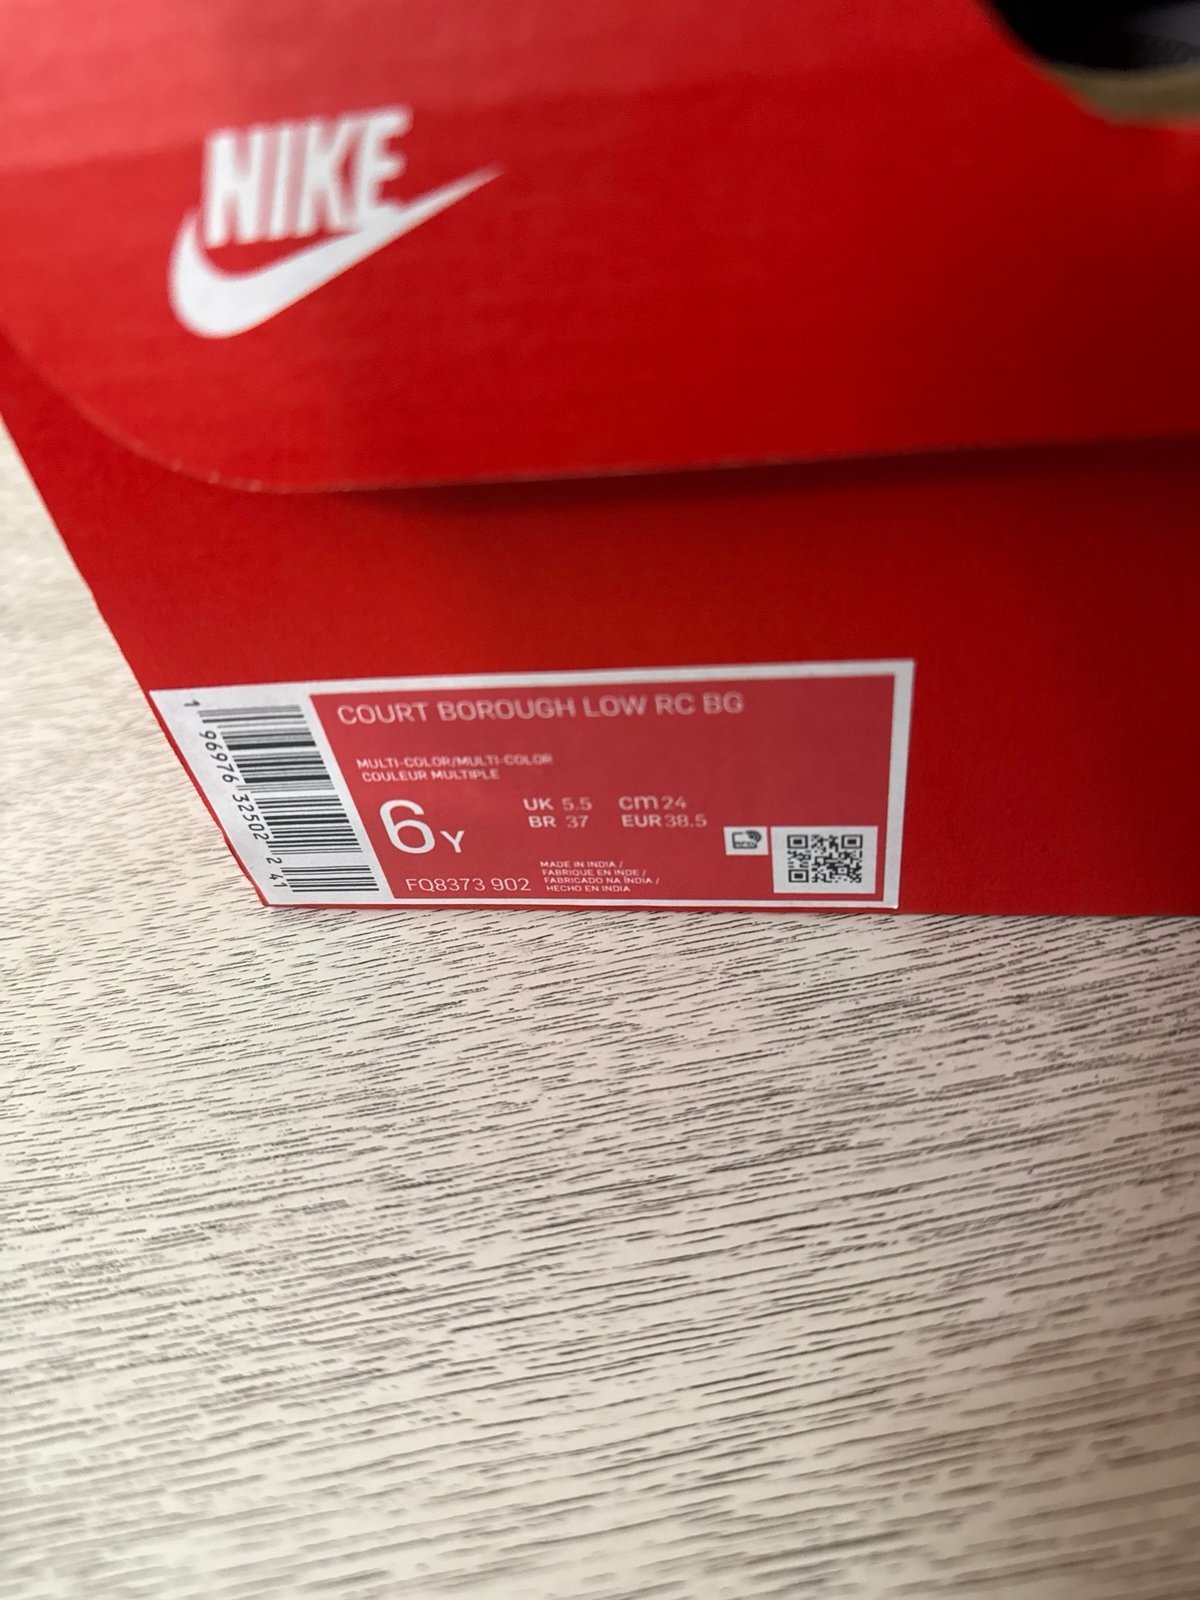 NIKE
COURT BOROUGH LOW RC BG
MULTI-COLOR/MULTI-COLOR
COULEUR MULTIPLE
6Y
UK 5.5 cm 24
BR 37 EUR 38.5
FQ8373 902
MADE IN INDIA /
FABRIQUE EN INDE /
FABRICADO NA ÍNDIA /
HECHO EN INDIA
1 96976 32502 2 41